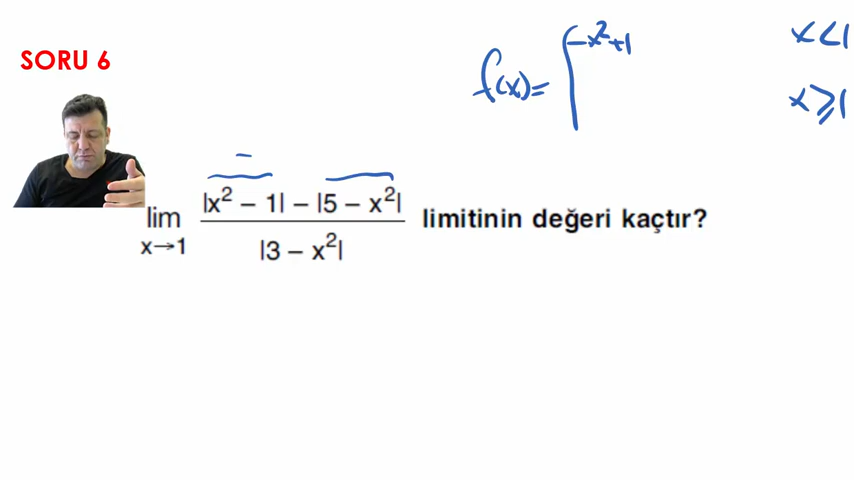 SORU 6
f(x)= { -x²+1 x<1
x≥1
lim x→1 (|x² − 1| − |5 − x²|) / |3 − x²| limitinin değeri kaçtır?